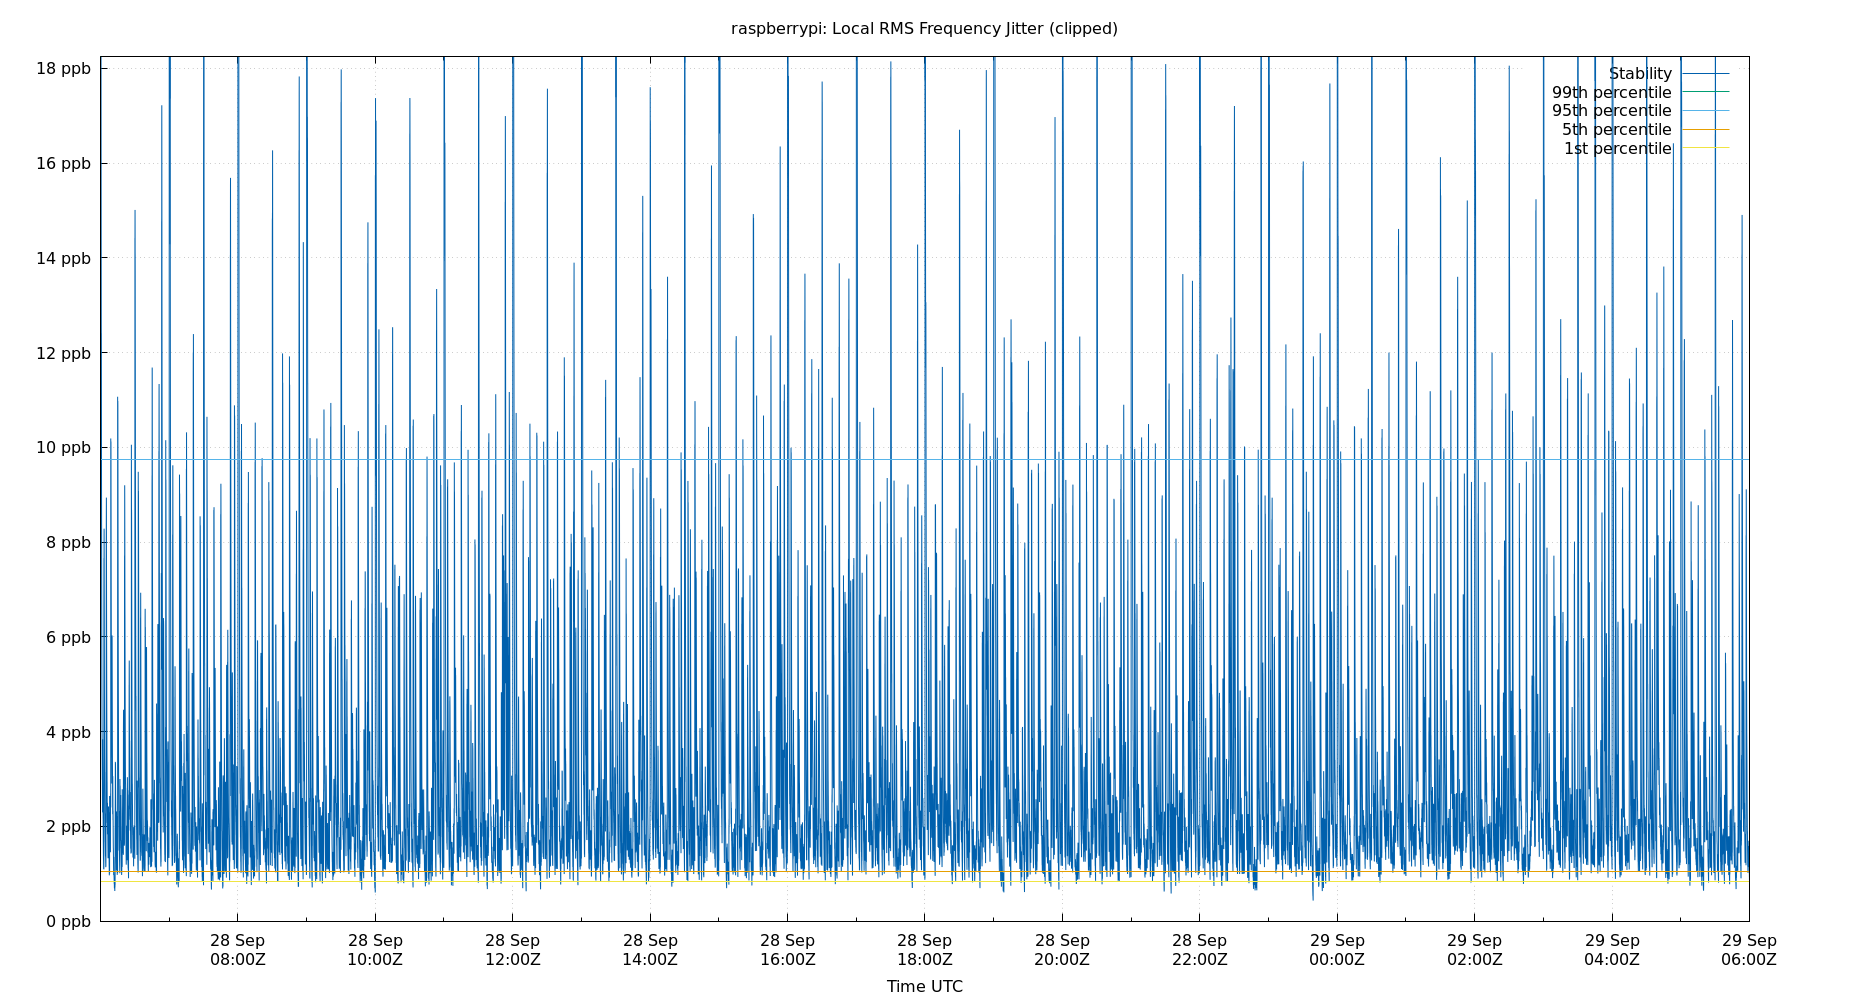 raspberrypi: Local RMS Frequency Jitter (clipped)
18 ppb
16 ppb
14 ppb
12 ppb
10 ppb
8 ppb
6 ppb
4 ppb
2 ppb
0 ppb
Stability
99th percentile
95th percentile
5th percentile
1st percentile
28 Sep 28 Sep 28 Sep 28 Sep 28 Sep 28 Sep 28 Sep 28 Sep 29 Sep 29 Sep 29 Sep 29 Sep
08:00Z 10:00Z 12:00Z 14:00Z 16:00Z 18:00Z 20:00Z 22:00Z 00:00Z 02:00Z 04:00Z 06:00Z
Time UTC